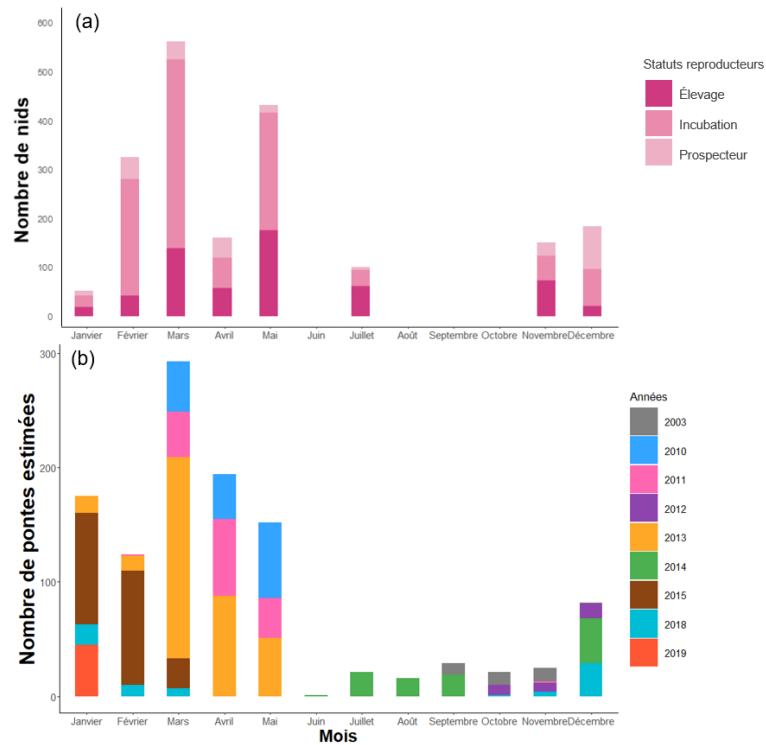 (a)
Nombre de nids
600
500
400
300
200
100
0
Janvier Février Mars Avril Mai Juin Juillet Août Septembre Octobre Novembre Décembre
Statuts reproducteurs
Élevage
Incubation
Prospecteur
(b)
Nombre de pontes estimées
300
200
100
0
Janvier Février Mars Avril Mai Juin Juillet Août Septembre Octobre Novembre Décembre
Mois
Années
2003
2010
2011
2012
2013
2014
2015
2018
2019